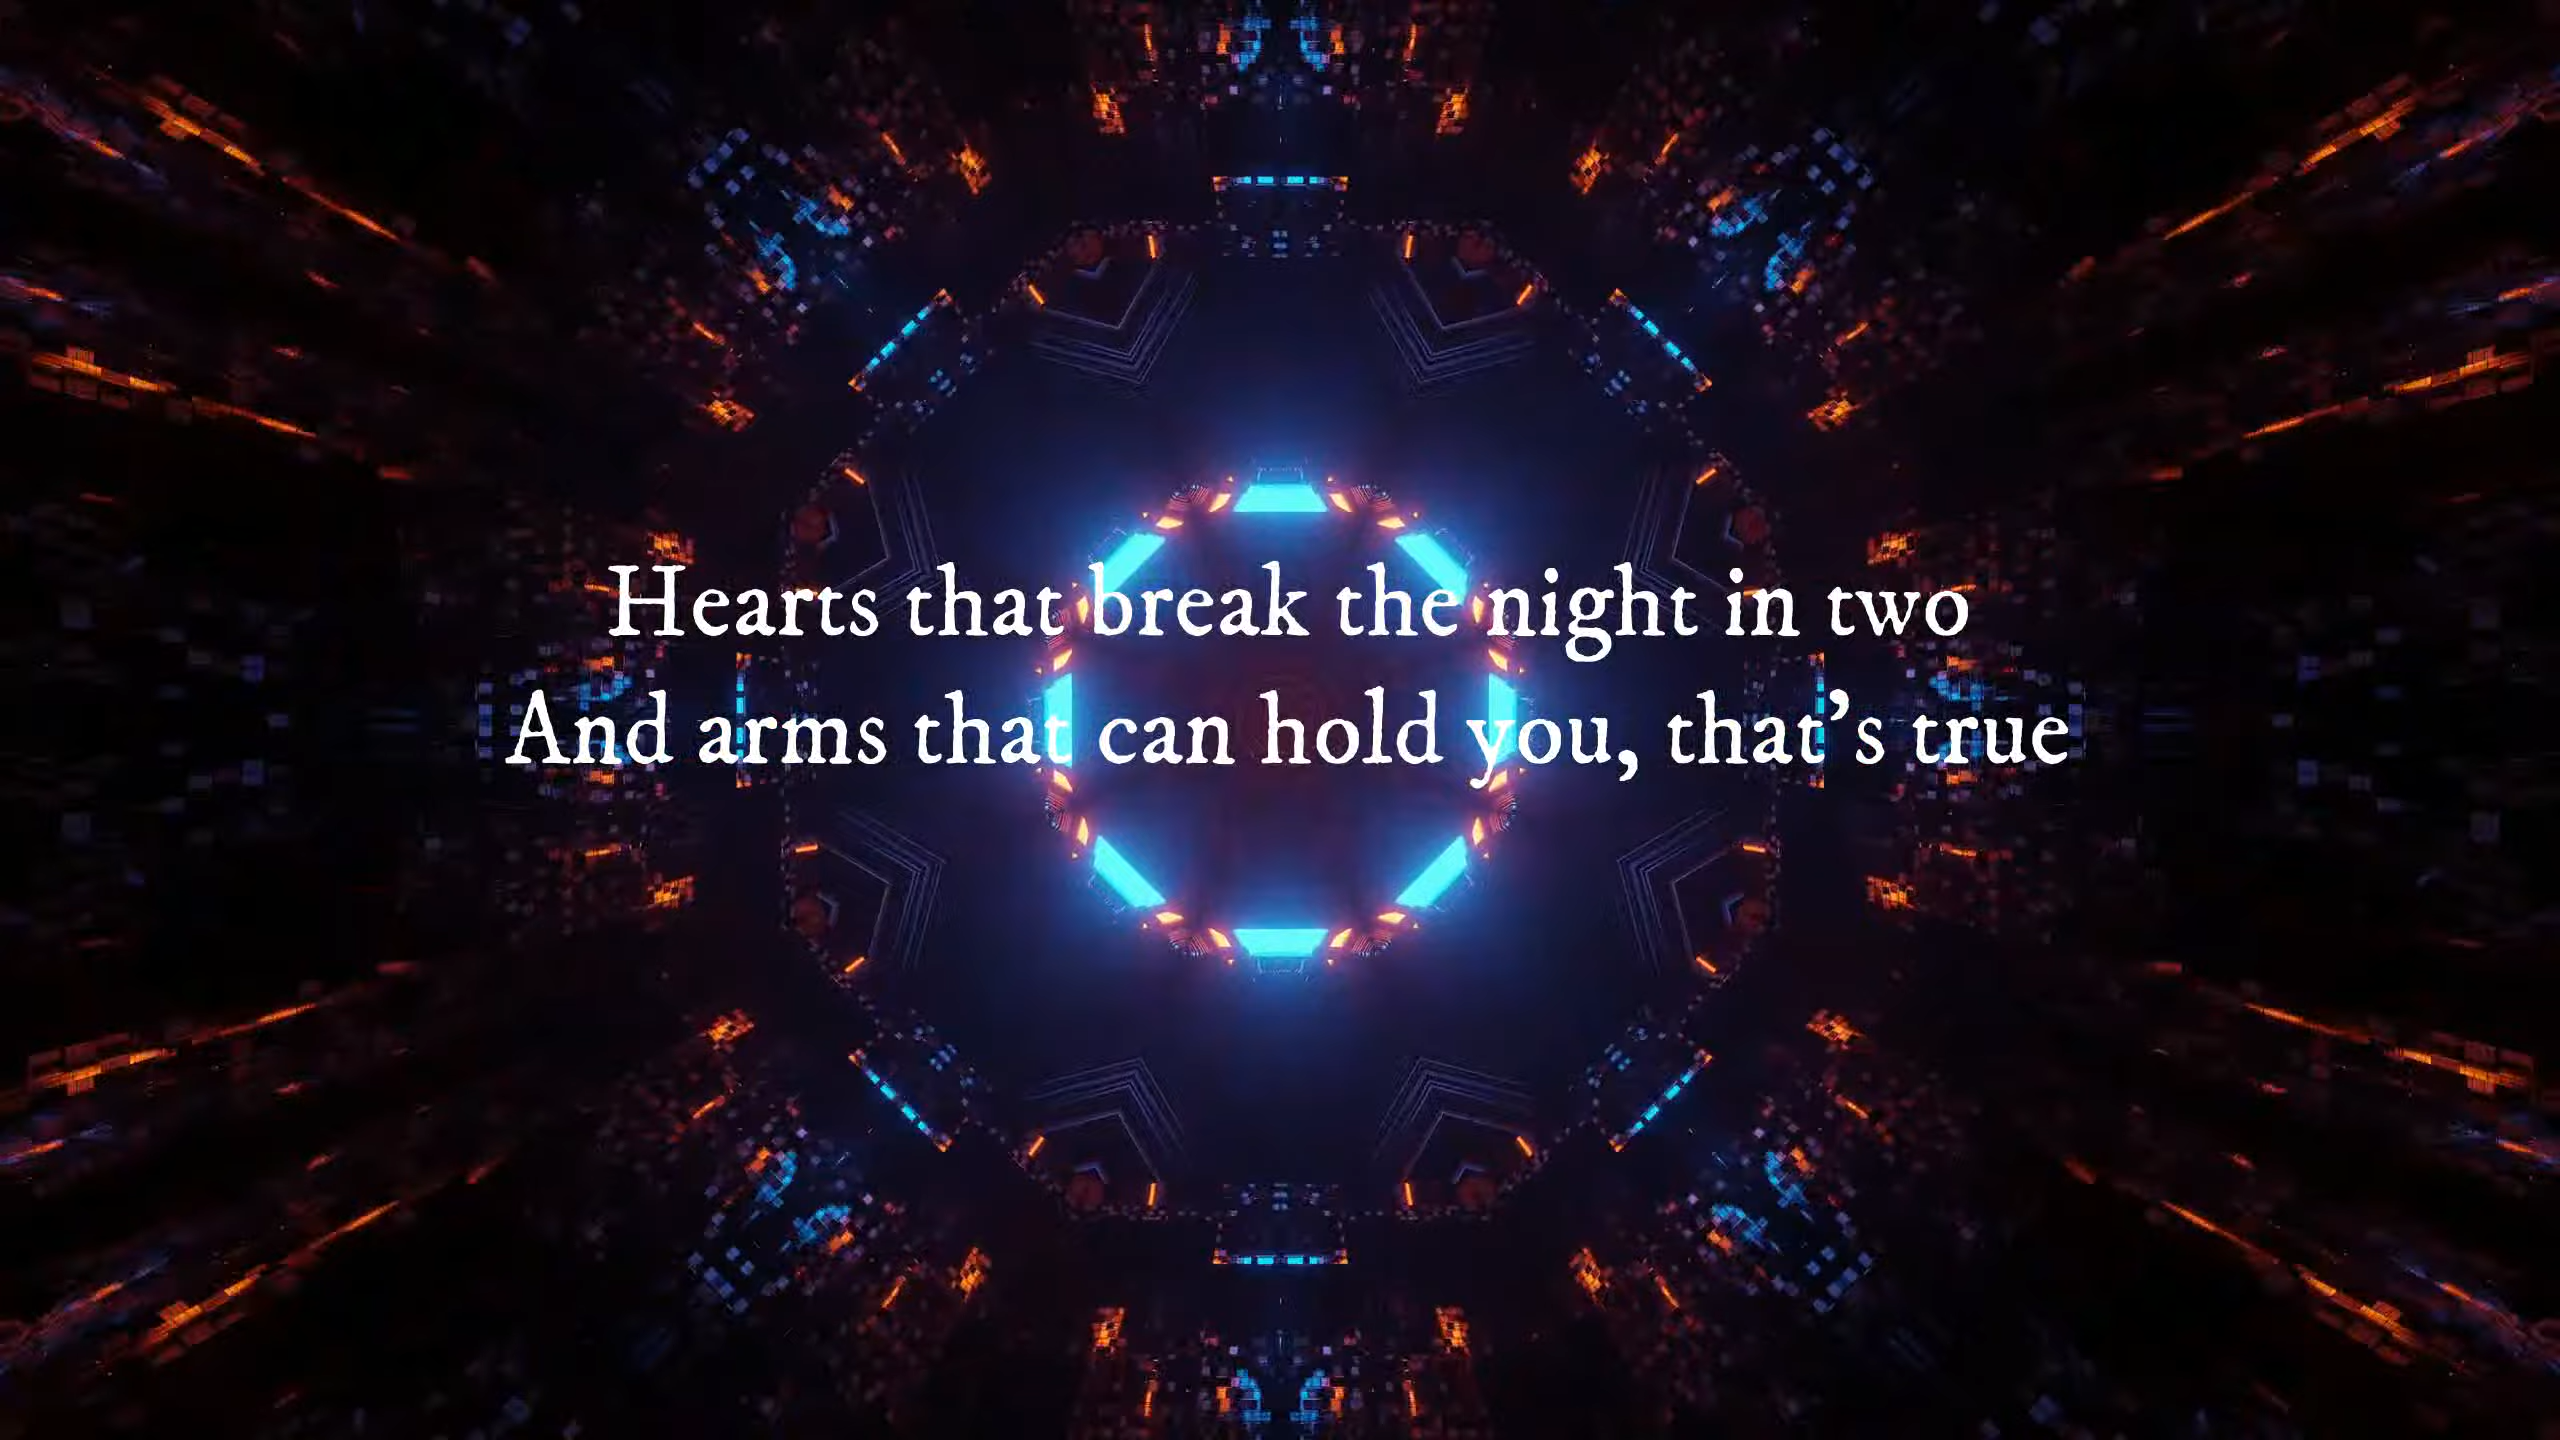 Hearts that break the night in two
And arms that can hold you, that's true